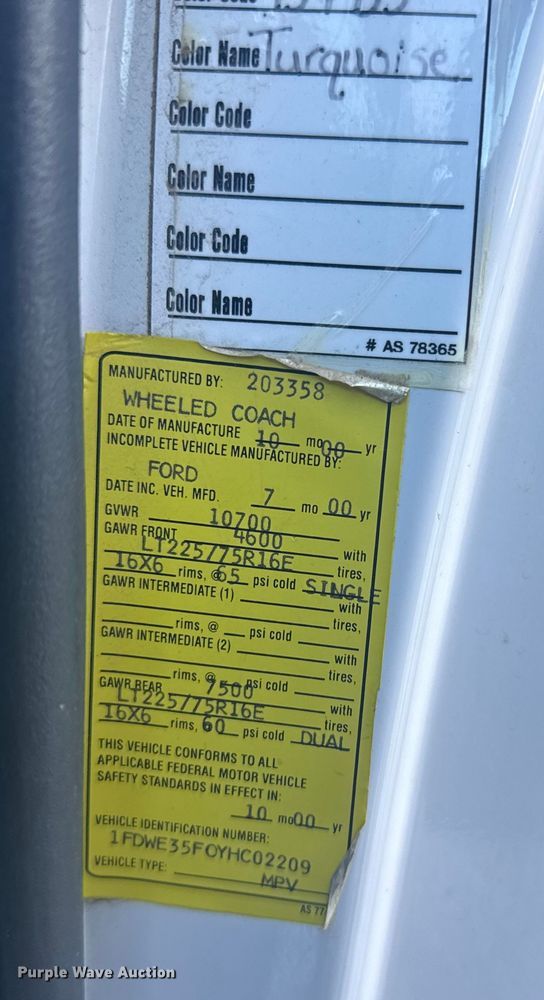 Color Name Turquoise
Color Code
Color Name
Color Code
Color Name
# AS 78365
MANUFACTURED BY: 203358
WHEELED COACH
DATE OF MANUFACTURE 10 mo 00 yr
INCOMPLETE VEHICLE MANUFACTURED BY:
FORD
DATE INC. VEH. MFD. 7 mo 00 yr
GVWR 10700
GAWR FRONT 4600 with
LT225/75R16E tires,
16X6 rims, @ 65 psi cold SINGLE
GAWR INTERMEDIATE (1) with
tires,
rims, @ psi cold
GAWR INTERMEDIATE (2) with
tires,
rims, @ psi cold
GAWR REAR 7500 with
LT225/75R16E tires,
16X6 rims, 60 psi cold DUAL
THIS VEHICLE CONFORMS TO ALL
APPLICABLE FEDERAL MOTOR VEHICLE
SAFETY STANDARDS IN EFFECT IN:
10 mo 00 yr
VEHICLE IDENTIFICATION NUMBER:
1FDWE35F0YHC02209
VEHICLE TYPE: MPV
AS 77
Purple Wave Auction